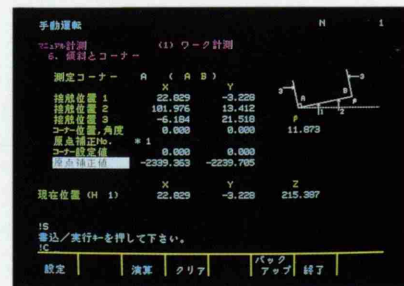 手動運転 N 1
マニュアル計測 (1) ワーク計測
6. 傾斜とコーナー
測定コーナー A ( A B )
X Y
接触位置 1 22.829 -3.228
接触位置 2 101.976 13.412
接触位置 3 -6.184 21.518 β
コーナー位置,角度 0.000 0.000 11.873
原点補正No. *1
コーナー設定値 0.000 0.000
原点補正値 -2339.363 -2239.705
3 A B 3 β 1 2
X Y Z
現在位置 (H 1) 22.829 -3.228 215.387
!S
書込/実行キーを押して下さい。
!C
設定 演算 クリア バックアップ 終了